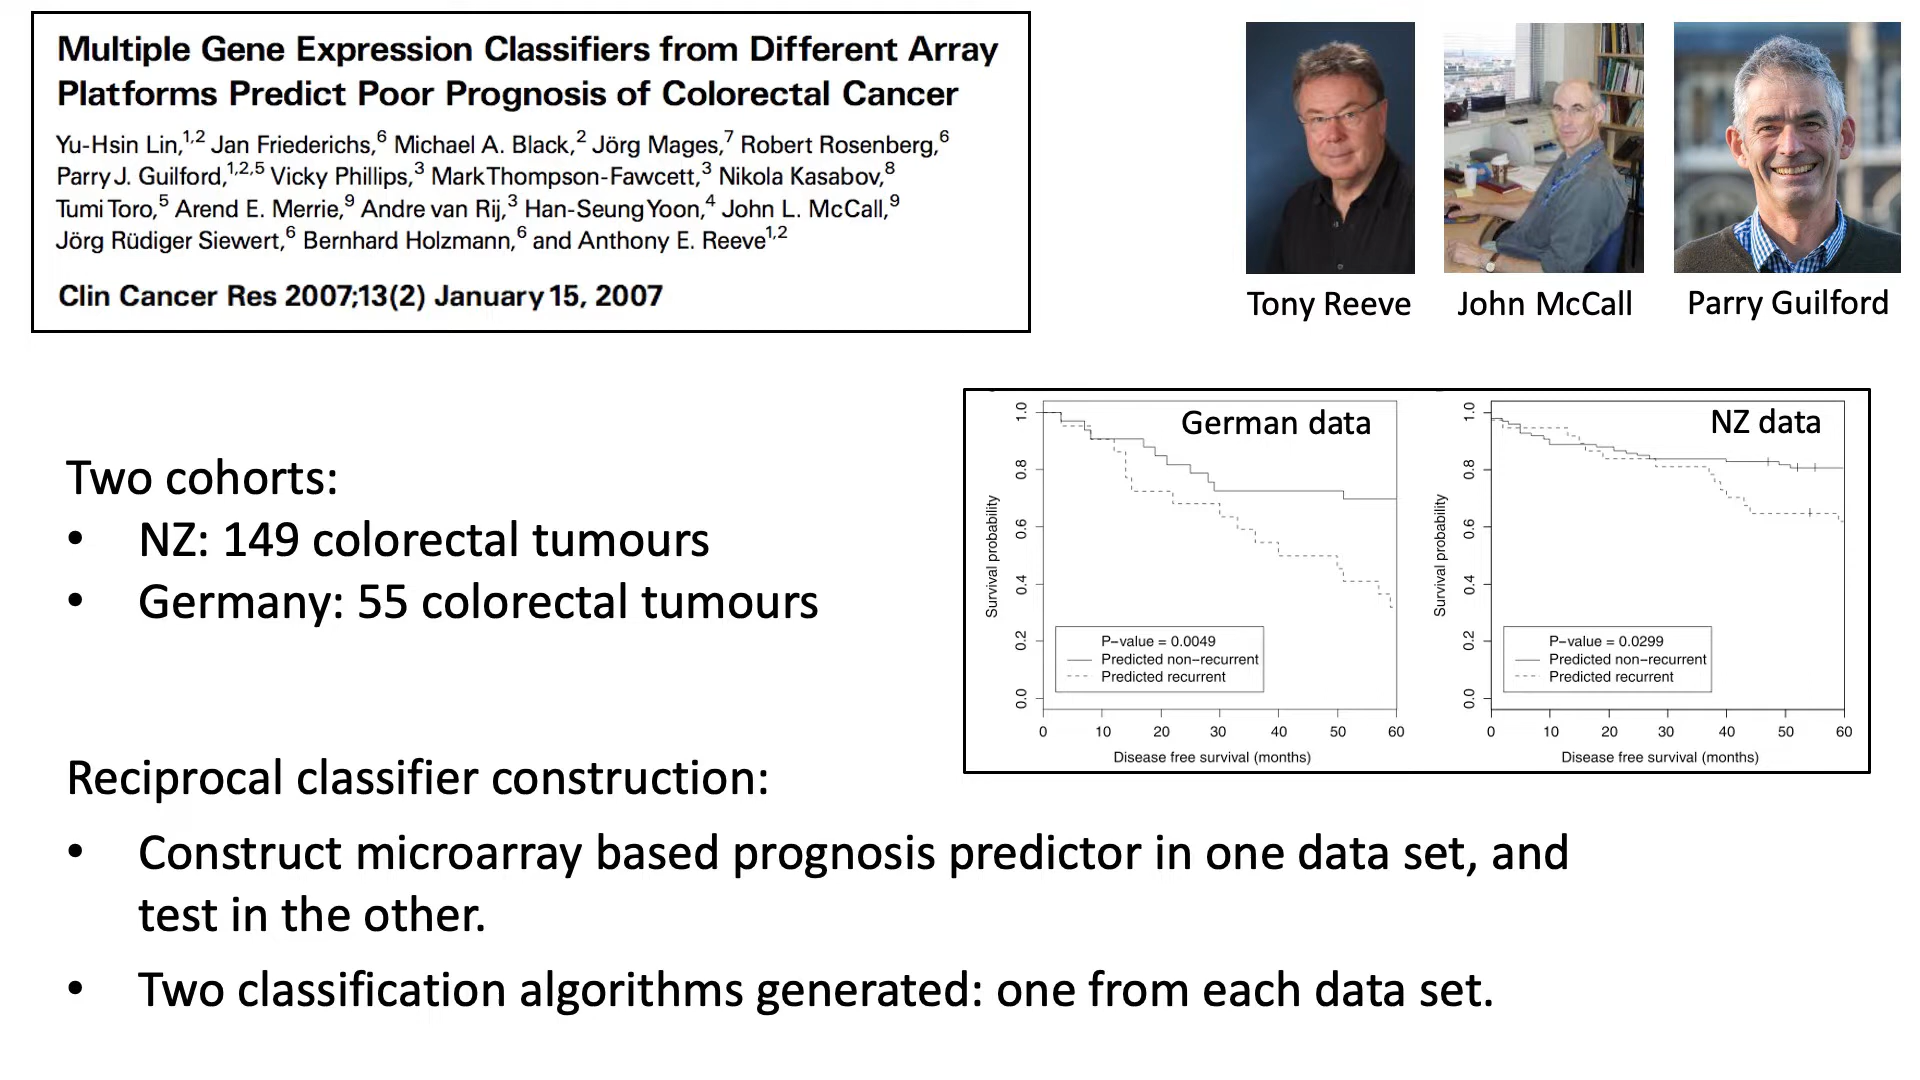 Multiple Gene Expression Classifiers from Different Array
Platforms Predict Poor Prognosis of Colorectal Cancer
Yu-Hsin Lin,1,2 Jan Friederichs,6 Michael A. Black,2 Jörg Mages,7 Robert Rosenberg,6
Parry J. Guilford,1,2,5 Vicky Phillips,3 Mark Thompson-Fawcett,3 Nikola Kasabov,8
Tumi Toro,5 Arend E. Merrie,9 Andre van Rij,3 Han-Seung Yoon,4 John L. McCall,9
Jörg Rüdiger Siewert,6 Bernhard Holzmann,6 and Anthony E. Reeve1,2
Clin Cancer Res 2007;13(2) January 15, 2007
Tony Reeve
John McCall
Parry Guilford
Two cohorts:
• NZ: 149 colorectal tumours
• Germany: 55 colorectal tumours
German data
Survival probability
1.0
0.8
0.6
0.4
0.2
0.0
P-value = 0.0049
Predicted non-recurrent
Predicted recurrent
0 10 20 30 40 50 60
Disease free survival (months)
NZ data
Survival probability
1.0
0.8
0.6
0.4
0.2
0.0
P-value = 0.0299
Predicted non-recurrent
Predicted recurrent
0 10 20 30 40 50 60
Disease free survival (months)
Reciprocal classifier construction:
• Construct microarray based prognosis predictor in one data set, and
test in the other.
• Two classification algorithms generated: one from each data set.